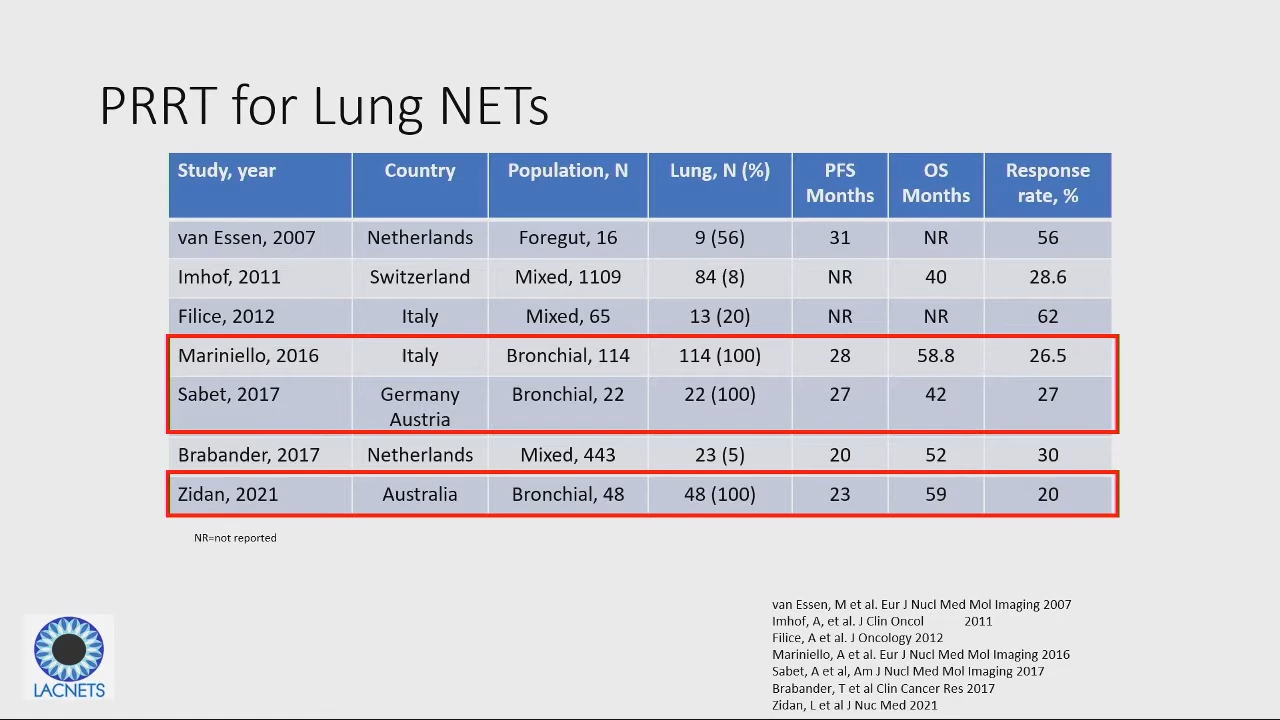 PRRT for Lung NETs
Study, year Country Population, N Lung, N (%) PFS Months OS Months Response rate, %
van Essen, 2007 Netherlands Foregut, 16 9 (56) 31 NR 56
Imhof, 2011 Switzerland Mixed, 1109 84 (8) NR 40 28.6
Filice, 2012 Italy Mixed, 65 13 (20) NR NR 62
Mariniello, 2016 Italy Bronchial, 114 114 (100) 28 58.8 26.5
Sabet, 2017 Germany Austria Bronchial, 22 22 (100) 27 42 27
Brabander, 2017 Netherlands Mixed, 443 23 (5) 20 52 30
Zidan, 2021 Australia Bronchial, 48 48 (100) 23 59 20
NR=not reported
van Essen, M et al. Eur J Nucl Med Mol Imaging 2007
Imhof, A, et al. J Clin Oncol 2011
Filice, A et al. J Oncology 2012
Mariniello, A et al. Eur J Nucl Med Mol Imaging 2016
Sabet, A et al, Am J Nucl Med Mol Imaging 2017
Brabander, T et al Clin Cancer Res 2017
Zidan, L et al J Nuc Med 2021
LACNETS